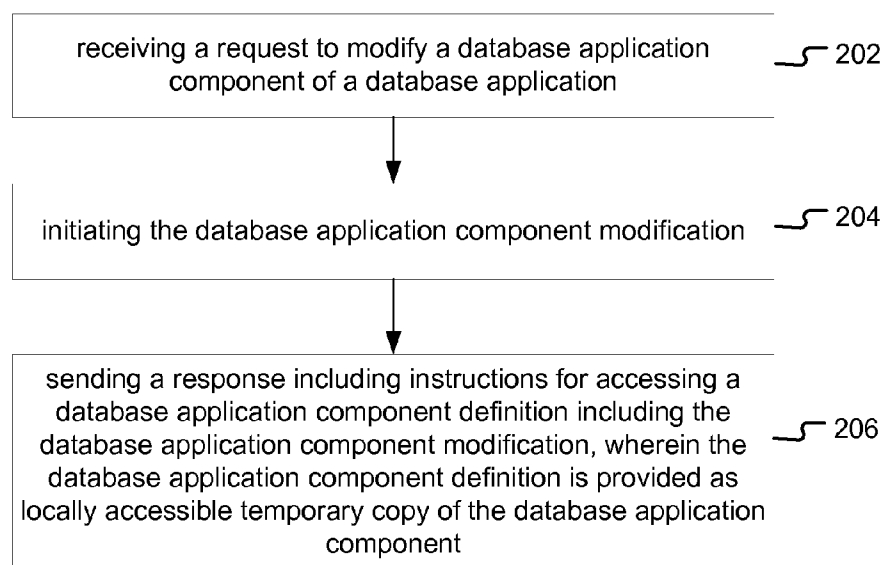 receiving a request to modify a database application
component of a database application
202
initiating the database application component modification
204
sending a response including instructions for accessing a
database application component definition including the
database application component modification, wherein the
database application component definition is provided as
locally accessible temporary copy of the database application
component
206